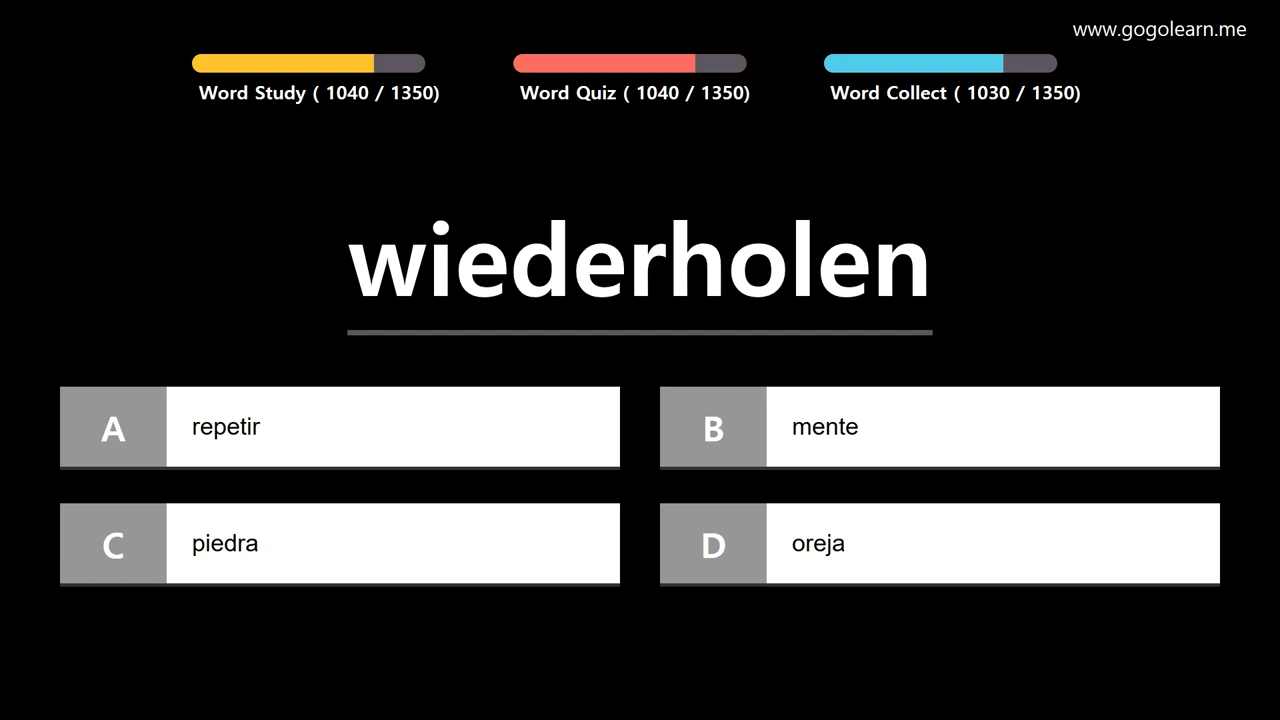 www.gogolearn.me
Word Study ( 1040 / 1350)
Word Quiz ( 1040 / 1350)
Word Collect ( 1030 / 1350)
wiederholen
A repetir
B mente
C piedra
D oreja